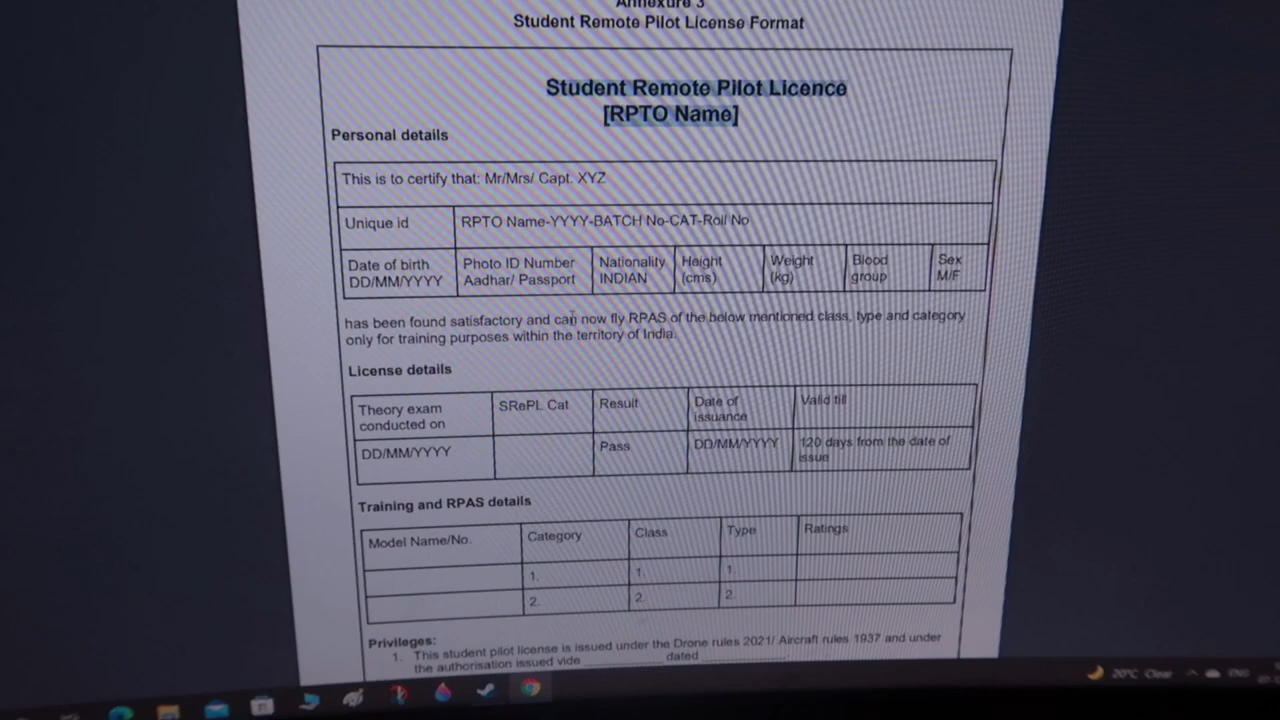 Annexure 3
Student Remote Pilot License Format
Student Remote Pilot Licence
[RPTO Name]
Personal details
This is to certify that: Mr/Mrs/ Capt. XYZ
Unique id
RPTO Name-YYYY-BATCH No-CAT-Roll No
Date of birth
DD/MM/YYYY
Photo ID Number
Aadhar/ Passport
Nationality
INDIAN
Height
(cms)
Weight
(kg)
Blood
group
Sex
M/F
has been found satisfactory and can now fly RPAS of the below mentioned class, type and category
only for training purposes within the territory of India.
License details
Theory exam
conducted on
SRePL Cat
Result
Date of
issuance
Valid till
DD/MM/YYYY
Pass
DD/MM/YYYY
120 days from the date of
issue
Training and RPAS details
Model Name/No.
Category
Class
Type
Ratings
1.
1.
1.
2.
2.
2.
Privileges:
1. This student pilot license is issued under the Drone rules 2021/ Aircraft rules 1937 and under
the authorisation issued vide ____________ dated ____________.
20°C Clear
ENG